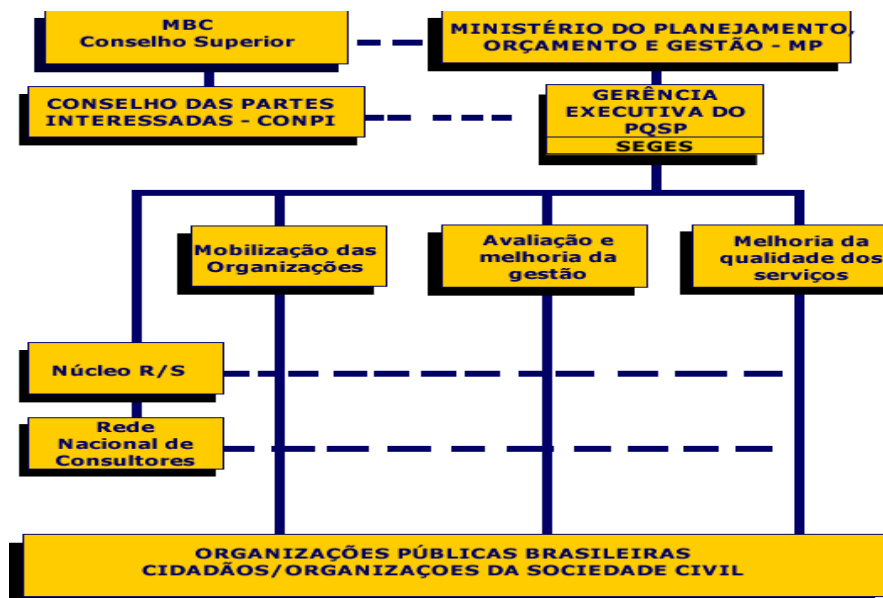 MBC
Conselho Superior
MINISTÉRIO DO PLANEJAMENTO,
ORÇAMENTO E GESTÃO - MP
CONSELHO DAS PARTES
INTERESSADAS - CONPI
GERÊNCIA
EXECUTIVA DO
PQSP
SEGES
Mobilização das
Organizações
Avaliação e
melhoria da
gestão
Melhoria da
qualidade dos
serviços
Núcleo R/S
Rede
Nacional de
Consultores
ORGANIZAÇÕES PÚBLICAS BRASILEIRAS
CIDADÃOS/ORGANIZAÇOES DA SOCIEDADE CIVIL